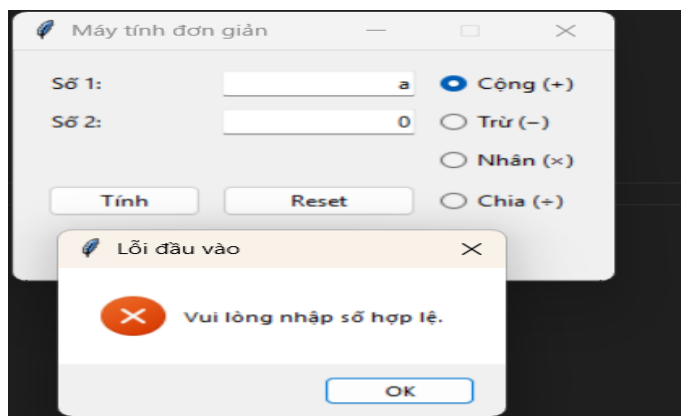 Máy tính đơn giản
Số 1: a Cộng (+)
Số 2: 0 Trừ (−)
Nhân (×)
Tính Reset Chia (÷)
Lỗi đầu vào
Vui lòng nhập số hợp lệ.
OK